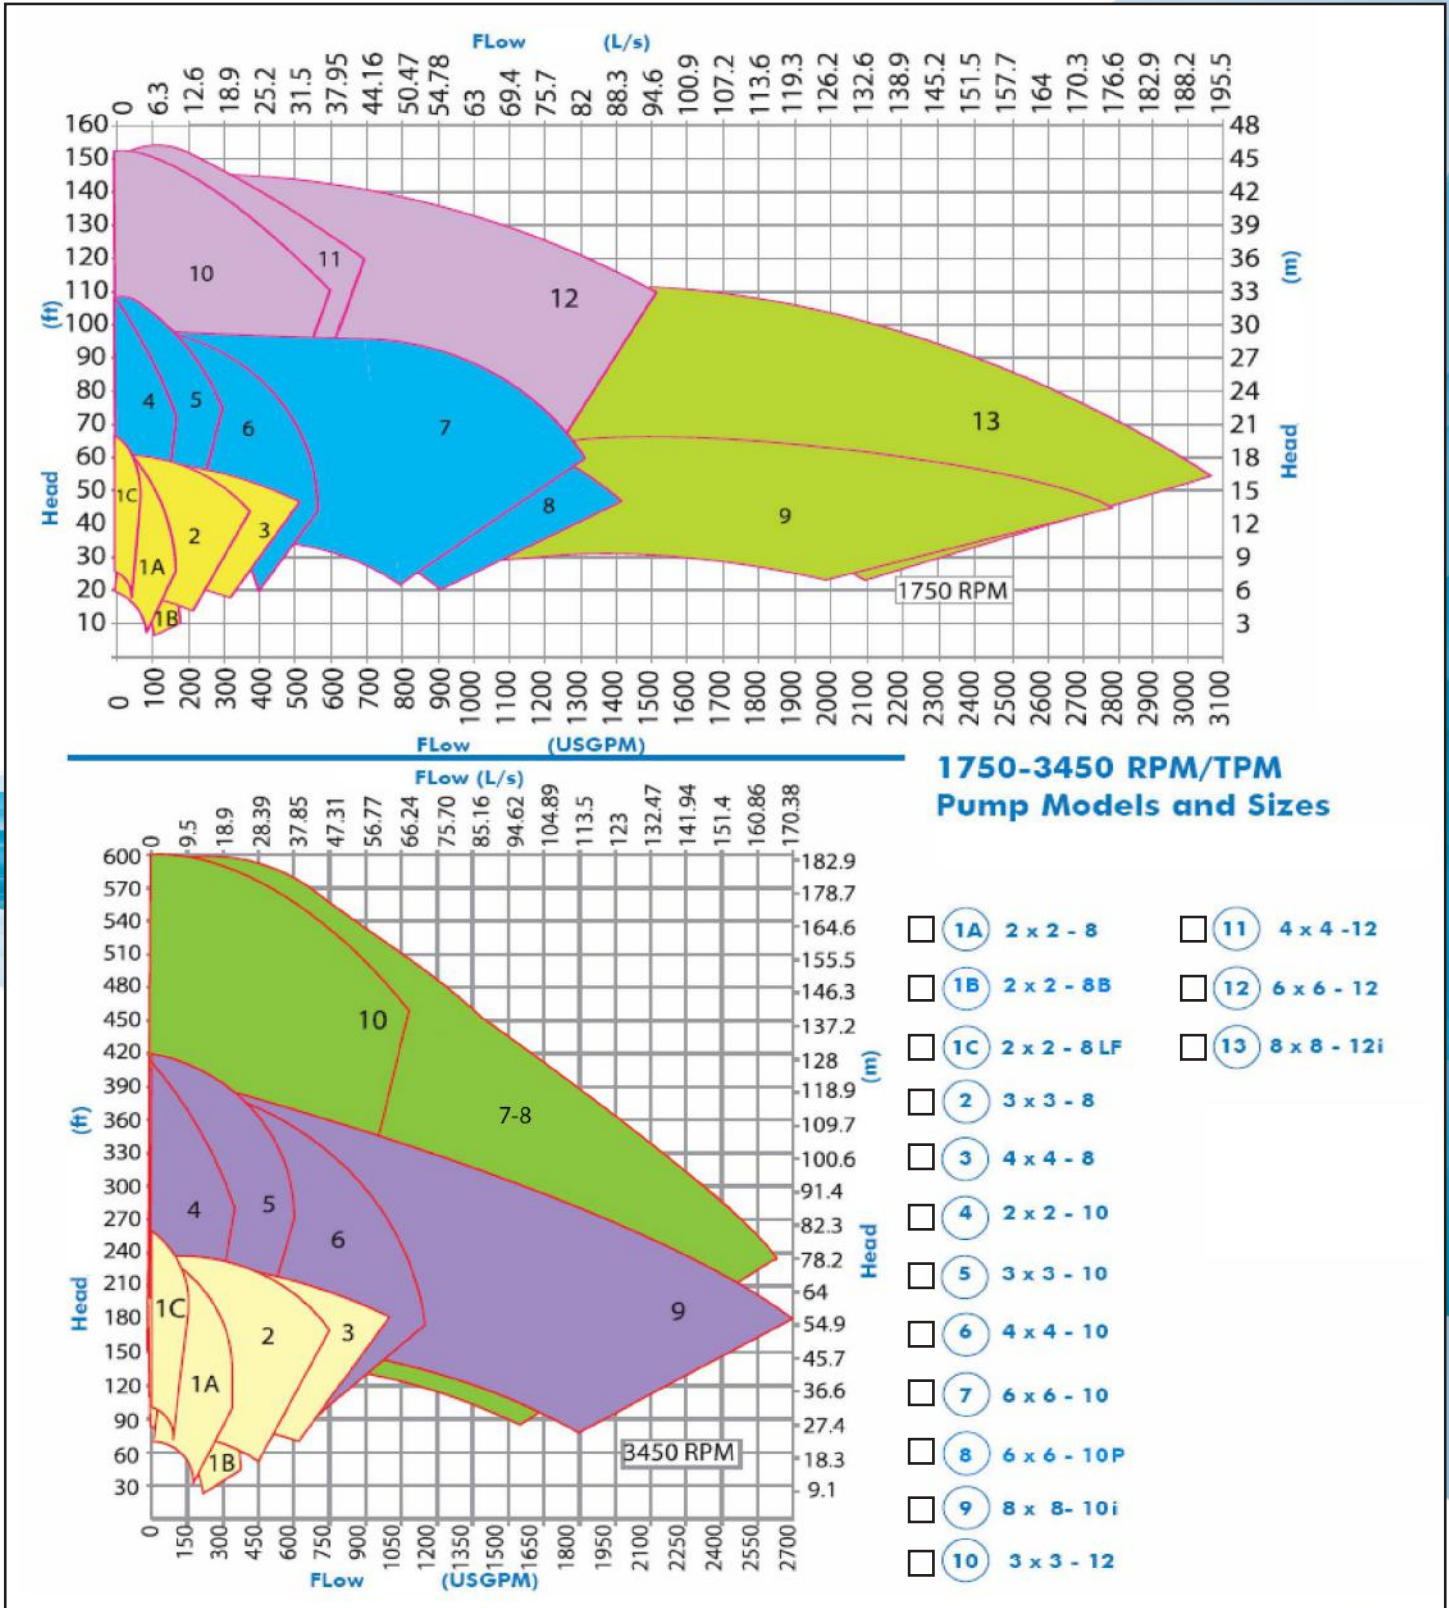 FLow (L/s)
0 6.3 12.6 18.9 25.2 31.5 37.95 44.16 50.47 54.78 63 69.4 75.7 82 88.3 94.6 100.9 107.2 113.6 119.3 126.2 132.6 138.9 145.2 151.5 157.7 164 170.3 176.6 182.9 188.2 195.5
160 48
150 45
140 42
130 39
120 11 36
10
110 12 33
100 30
90 27
80 24
4 5
70 6 7 13 21
60 18
50 1C 8 15
40 2 3 9 12
30 1A 9
20 1750 RPM 6
10 1B 3
(ft)
Head
(m)
Head
0 100 200 300 400 500 600 700 800 900 1000 1100 1200 1300 1400 1500 1600 1700 1800 1900 2000 2100 2200 2300 2400 2500 2600 2700 2800 2900 3000 3100
FLow (USGPM)
1750-3450 RPM/TPM
Pump Models and Sizes
FLow (L/s)
0 9.5 18.9 28.39 37.85 47.31 56.77 66.24 75.70 85.16 94.62 104.89 113.5 123 132.47 141.94 151.4 160.86 170.38
600 182.9
570 178.7
540 164.6
510 155.5
480 146.3
450 10 137.2
420 128
390 118.9
360 7-8 109.7
330 100.6
300 91.4
270 4 5 82.3
240 6 78.2
210 64
180 1C 2 3 9 54.9
150 45.7
120 1A 36.6
90 27.4
60 1B 3450 RPM 18.3
30 9.1
(ft)
Head
(m)
Head
0 150 300 450 600 750 900 1050 1200 1350 1500 1650 1800 1950 2100 2250 2400 2550 2700
FLow (USGPM)
1A 2 x 2 - 8
1B 2 x 2 - 8B
1C 2 x 2 - 8LF
2 3 x 3 - 8
3 4 x 4 - 8
4 2 x 2 - 10
5 3 x 3 - 10
6 4 x 4 - 10
7 6 x 6 - 10
8 6 x 6 - 10P
9 8 x 8- 10i
10 3 x 3 - 12
11 4 x 4 -12
12 6 x 6 - 12
13 8 x 8 - 12i